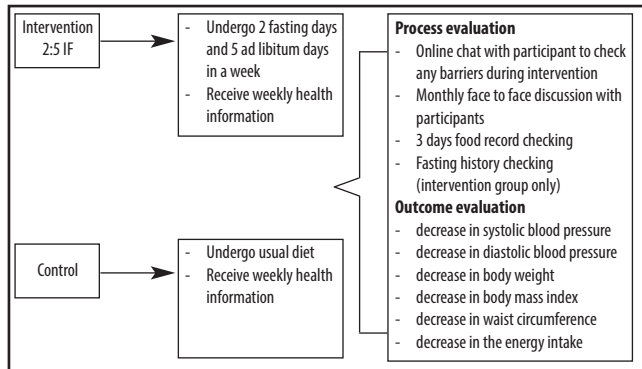 Intervention
2:5 IF
- Undergo 2 fasting days
and 5 ad libitum days
in a week
- Receive weekly health
information
Control
- Undergo usual diet
- Receive weekly health
information
Process evaluation
- Online chat with participant to check
any barriers during intervention
- Monthly face to face discussion with
participants
- 3 days food record checking
- Fasting history checking
(intervention group only)
Outcome evaluation
- decrease in systolic blood pressure
- decrease in diastolic blood pressure
- decrease in body weight
- decrease in body mass index
- decrease in waist circumference
- decrease in the energy intake